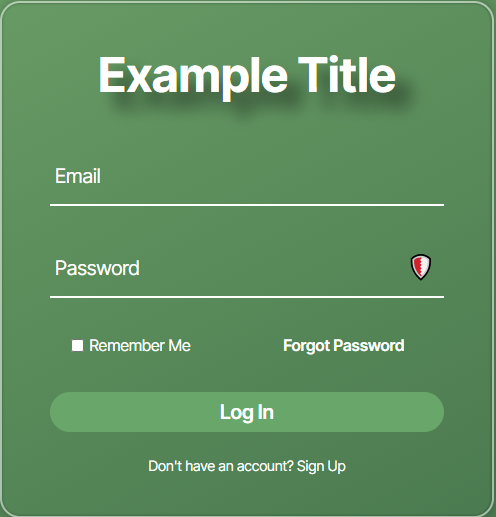 Example Title
Email
Password
Remember Me Forgot Password
Log In
Don't have an account? Sign Up